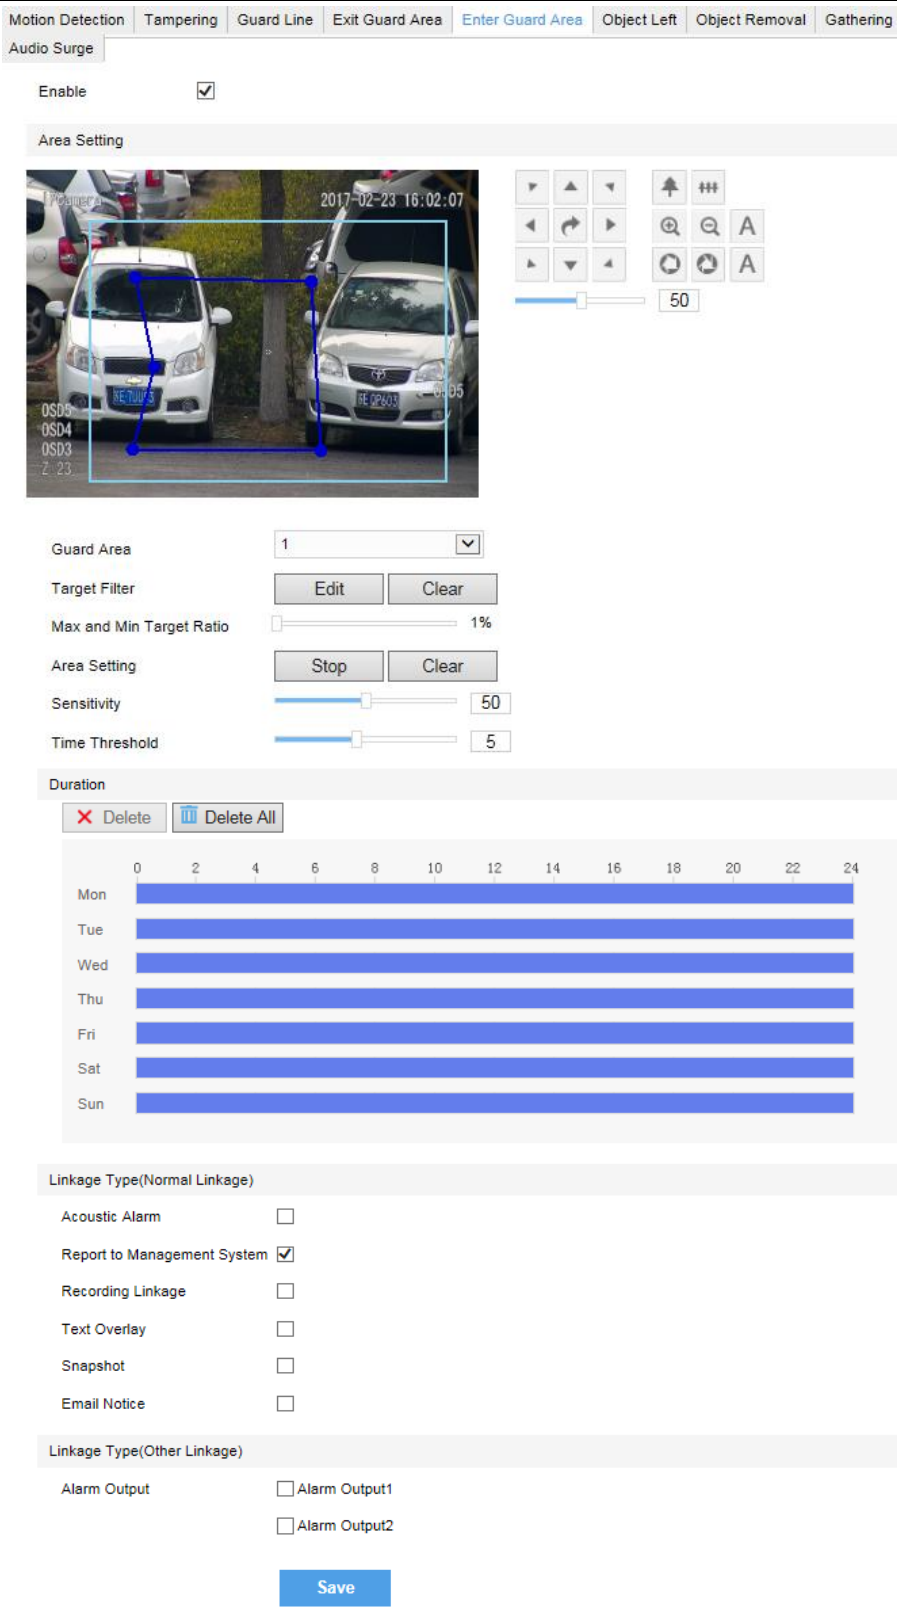 Motion Detection Tampering Guard Line Exit Guard Area Enter Guard Area Object Left Object Removal Gathering
Audio Surge
Enable
Area Setting
IPCamera 2017-02-23 16:02:07
OSD5
OSD4
OSD3
Z 23
A
A
50
Guard Area 1
Target Filter Edit Clear
Max and Min Target Ratio 1%
Area Setting Stop Clear
Sensitivity 50
Time Threshold 5
Duration
Delete Delete All
0 2 4 6 8 10 12 14 16 18 20 22 24
Mon
Tue
Wed
Thu
Fri
Sat
Sun
Linkage Type(Normal Linkage)
Acoustic Alarm
Report to Management System
Recording Linkage
Text Overlay
Snapshot
Email Notice
Linkage Type(Other Linkage)
Alarm Output Alarm Output1
Alarm Output2
Save